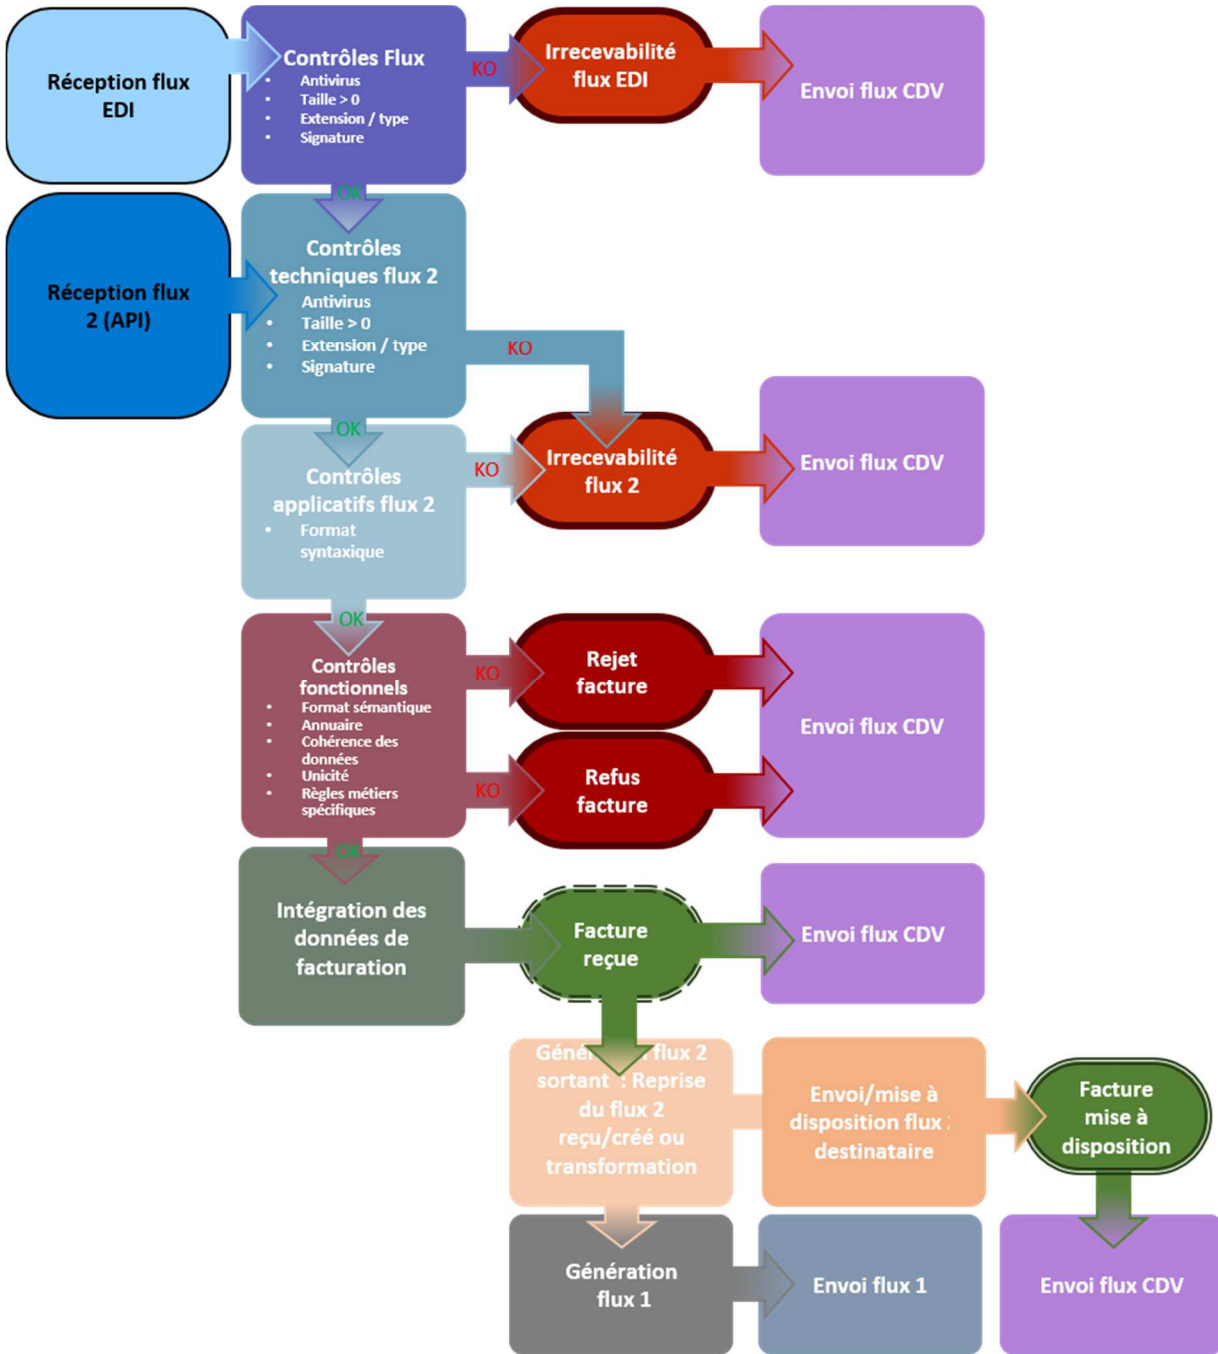 Réception flux
EDI
Contrôles Flux
• Antivirus
• Taille > 0
• Extension / type
• Signature
KO
Irrecevabilité
flux EDI
Envoi flux CDV
OK
Réception flux
2 (API)
Contrôles
techniques flux 2
Antivirus
• Taille > 0
• Extension / type
• Signature
KO
OK
Contrôles
applicatifs flux 2
• Format
syntaxique
KO
Irrecevabilité
flux 2
Envoi flux CDV
OK
Contrôles
fonctionnels
• Format sémantique
• Annuaire
• Cohérence des
données
• Unicité
• Règles métiers
spécifiques
KO
Rejet
facture
KO
Refus
facture
Envoi flux CDV
OK
Intégration des
données de
facturation
Facture
reçue
Envoi flux CDV
flux 2
sortant : Reprise
du flux 2
reçu/créé ou
transformation
Envoi/mise à
disposition flux
destinataire
Facture
mise à
disposition
Génération
flux 1
Envoi flux 1
Envoi flux CDV